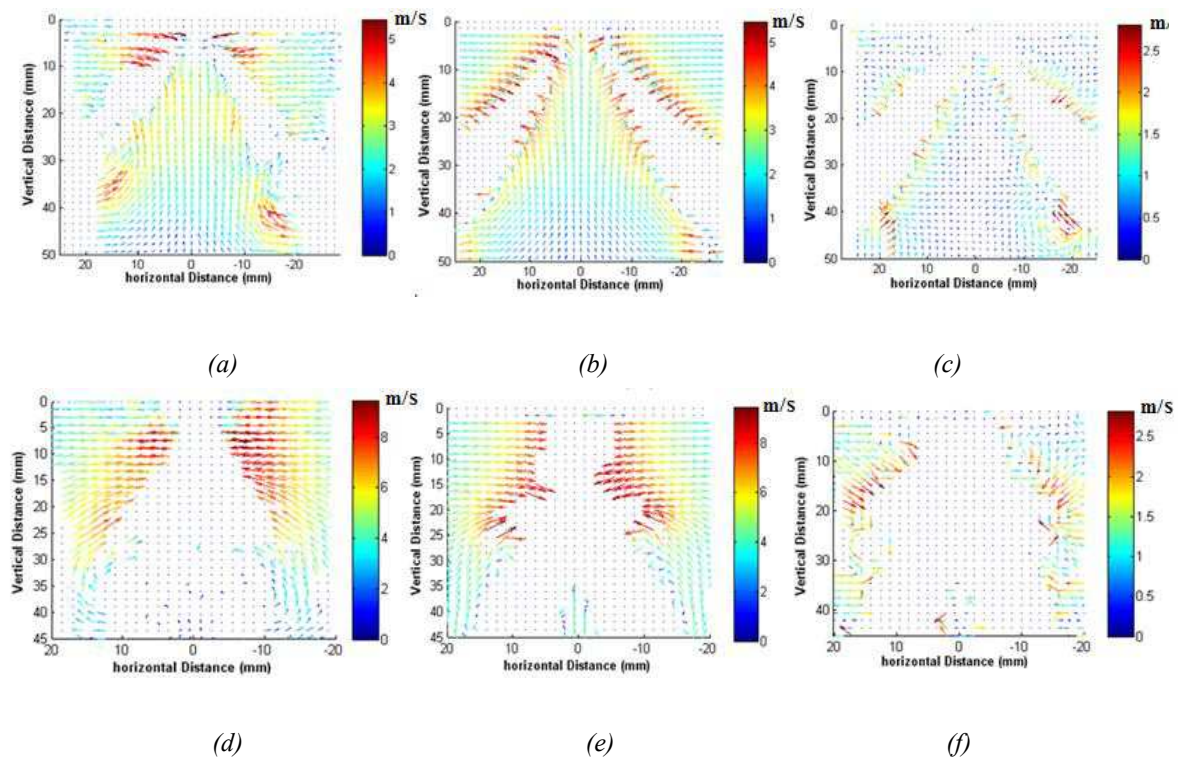 m/s m/s m
0 0 0
10 10 10
20 20 20
30 30 30
40 40 40
50 50 50
5 5 2.5
4 4 2
3 3 1.5
2 2 1
1 1 0.5
0 0 0
Vertical Distance (mm) Vertical Distance (mm) Vertical Distance (mm)
20 10 0 -10 -20 20 10 0 -10 -20 20 10 0 -10 -20
horizontal Distance (mm) horizontal Distance (mm) horizontal Distance (mm)
(a) (b) (c)
m/s m/s m/s
0 0 0
5 5
10 10 10
15 15
20 20 20
25 25
30 30 30
35 35
40 40 40
45 45
8 8 2.5
6 6 2
4 4 1.5
2 2 1
0 0 0.5
0
Vertical Distance (mm) Vertical Distance (mm) Vertical Distance (mm)
20 10 0 -10 -20 20 10 0 -10 -20 20 10 0 -10 -20
horizontal Distance (mm) horizontal Distance (mm) horizontal Distance (mm)
(d) (e) (f)